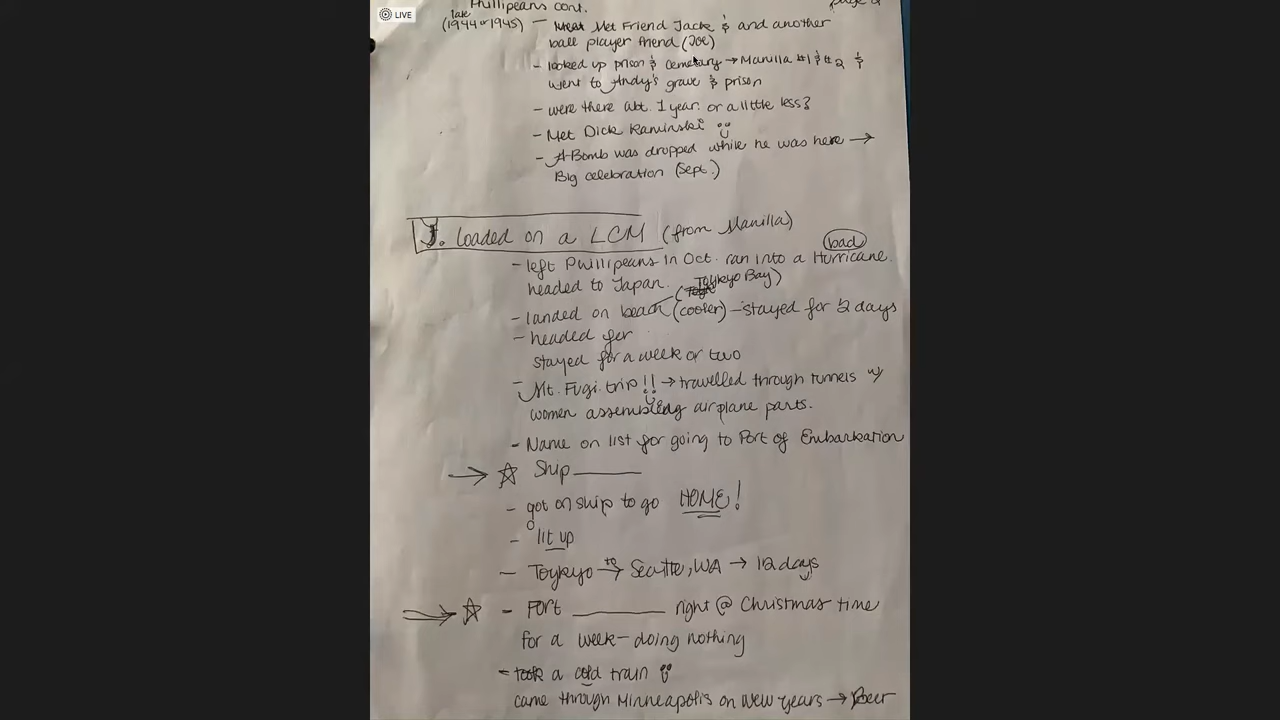 LIVE
Phillipeans cont. page 2
late
(1944 or 1945) — Met Friend Jack & and another
ball player friend (Joe)
- looked up prison & cemetary → Manilla #1 & #2 &
went to Andy's grave & prison
- were there abt. 1 year. or a little less?
- Met Dick Kaminski
- A-Bomb was dropped while he was here →
Big celebration (Sept.)
J. loaded on a LCM (from Manilla)
bad
- left Phillipeans in Oct. ran into a Hurricane.
headed to Japan. (Toykyo Bay)
- landed on beach (cooler) - stayed for 2 days
- headed for
stayed for a week or two
- Mt. Fugi trip!! → travelled through tunnels w/
women assembling airplane parts.
- Name on list for going to Port of Embarkation
→ ☆ Ship ______
- got on ship to go HOME!
- lit up
- Toykyo to → Seattle, WA → 12 days
→ ☆ - Fort ______ right @ Christmas time
for a week - doing nothing
- took a cold train
came through Minneapolis on New years → Beer